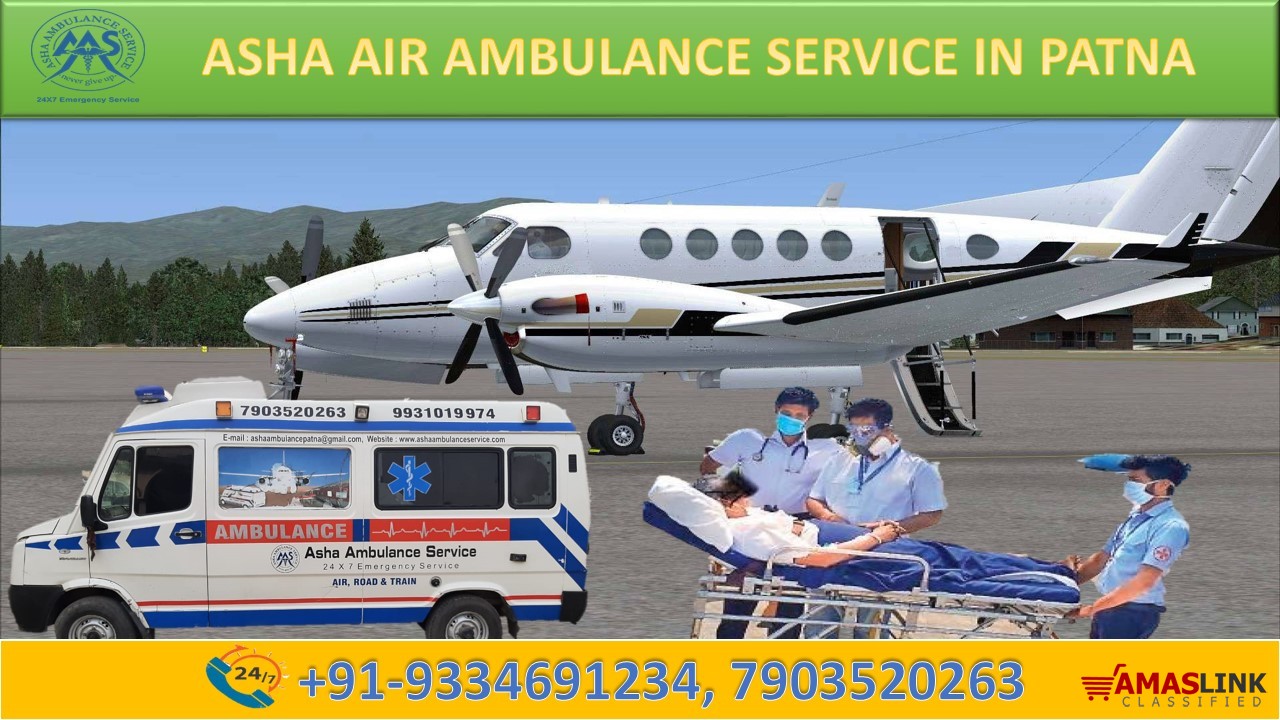 ASHA AMBULANCE SERVICE
AAS
never give up
24X7 Emergency Service
ASHA AIR AMBULANCE SERVICE IN PATNA
7903520263 9931019974
E-mail : ashaambulancepatna@gmail.com, Website : www.ashaambulanceservice.com
AMBULANCE
AAS
Asha Ambulance Service
24 X 7 Emergency Service
AIR, ROAD & TRAIN
24/7
+91-9334691234, 7903520263
AMASLINK
CLASSIFIED